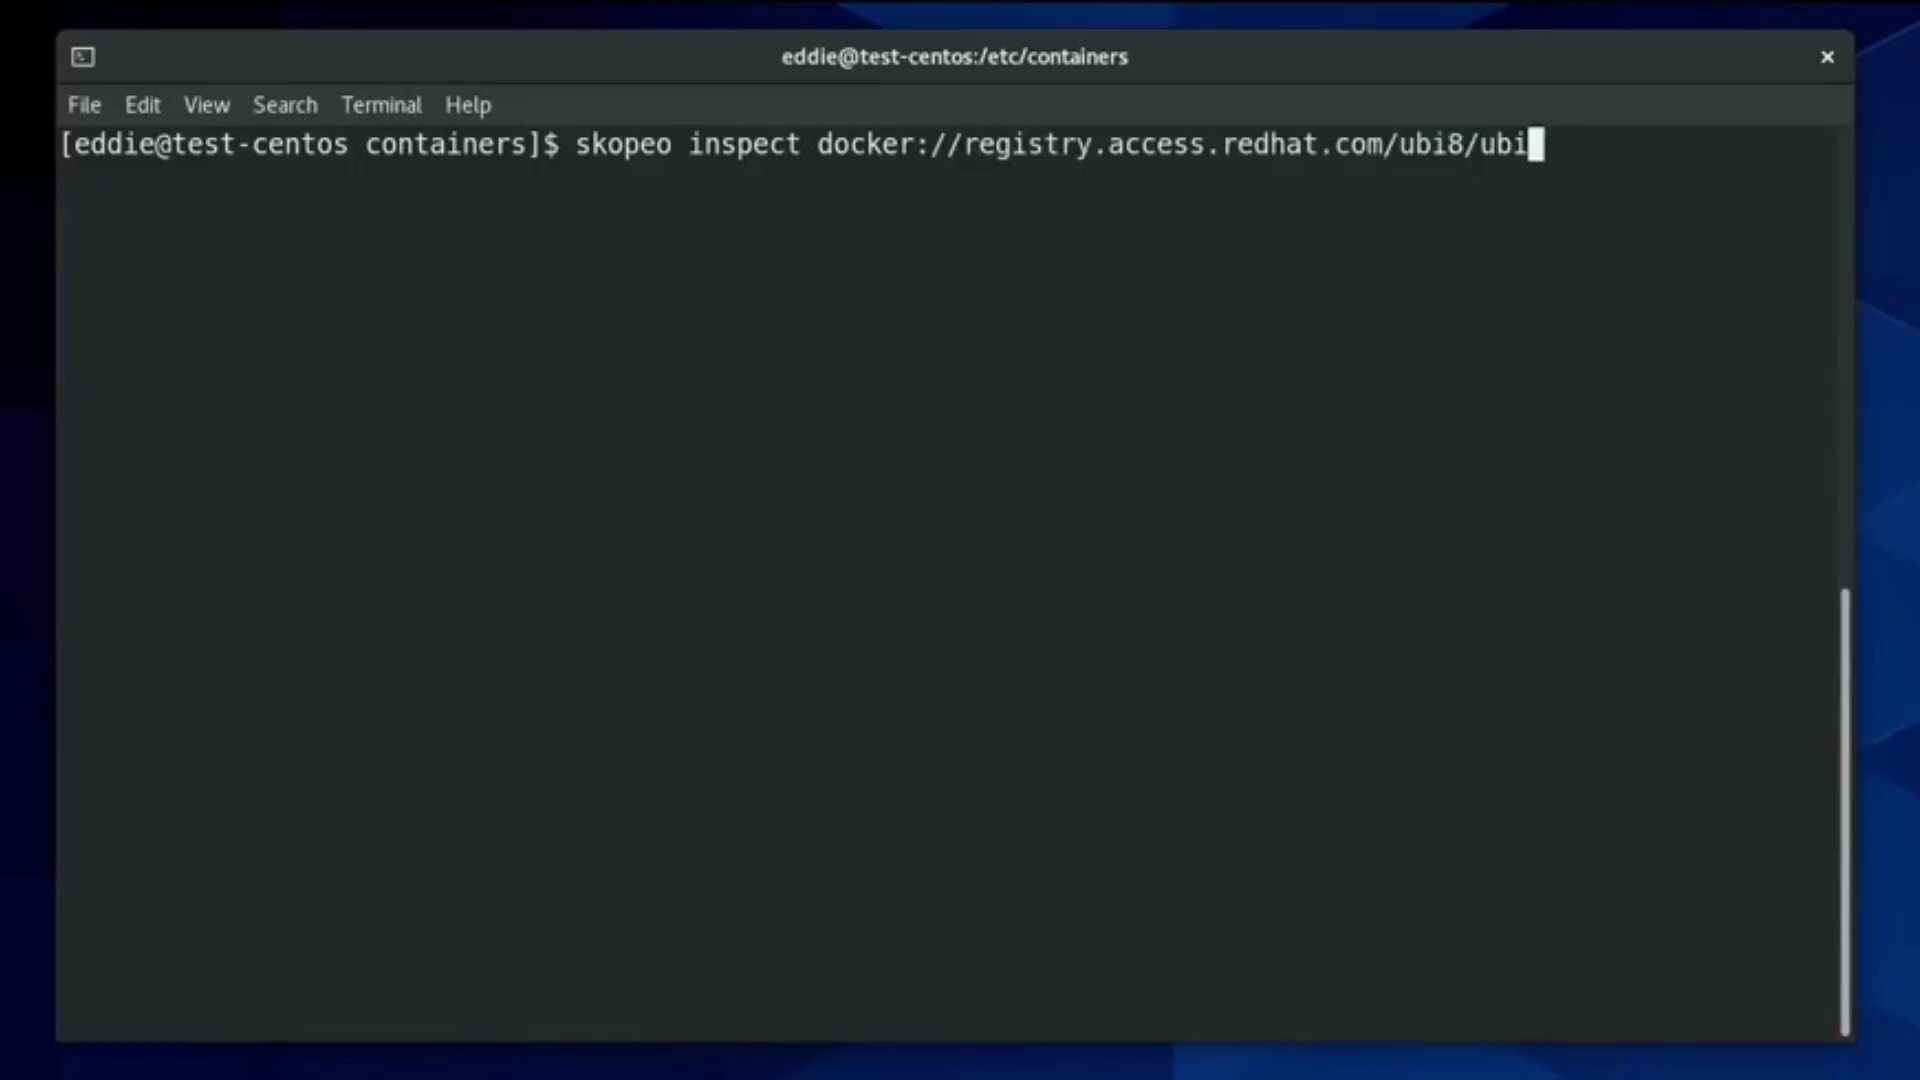 eddie@test-centos:/etc/containers
File Edit View Search Terminal Help
[eddie@test-centos containers]$ skopeo inspect docker://registry.access.redhat.com/ubi8/ubi